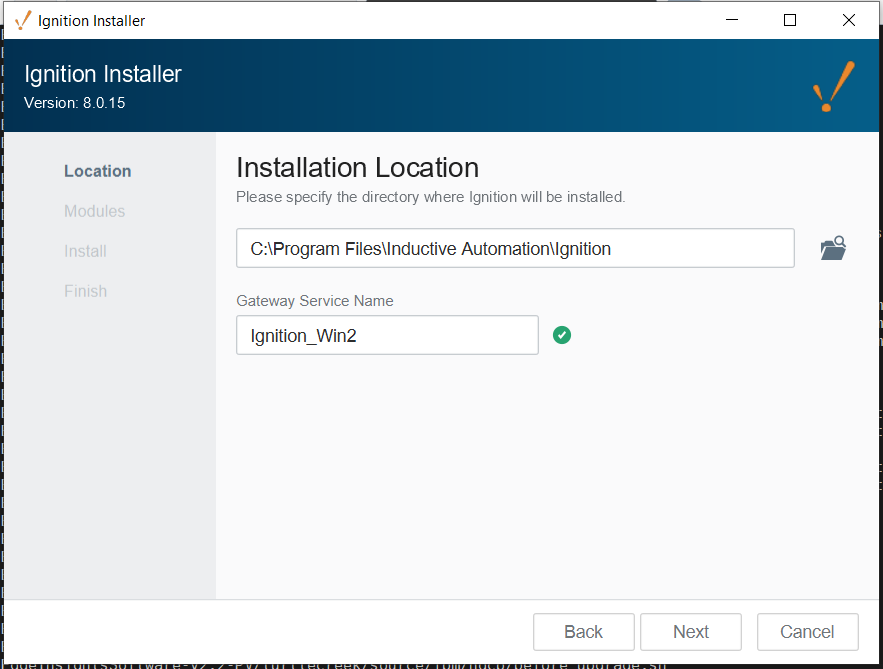 Ignition Installer
Ignition Installer
Version: 8.0.15
Location
Modules
Install
Finish
Installation Location
Please specify the directory where Ignition will be installed.
C:\Program Files\Inductive Automation\Ignition
Gateway Service Name
Ignition_Win2
Back
Next
Cancel